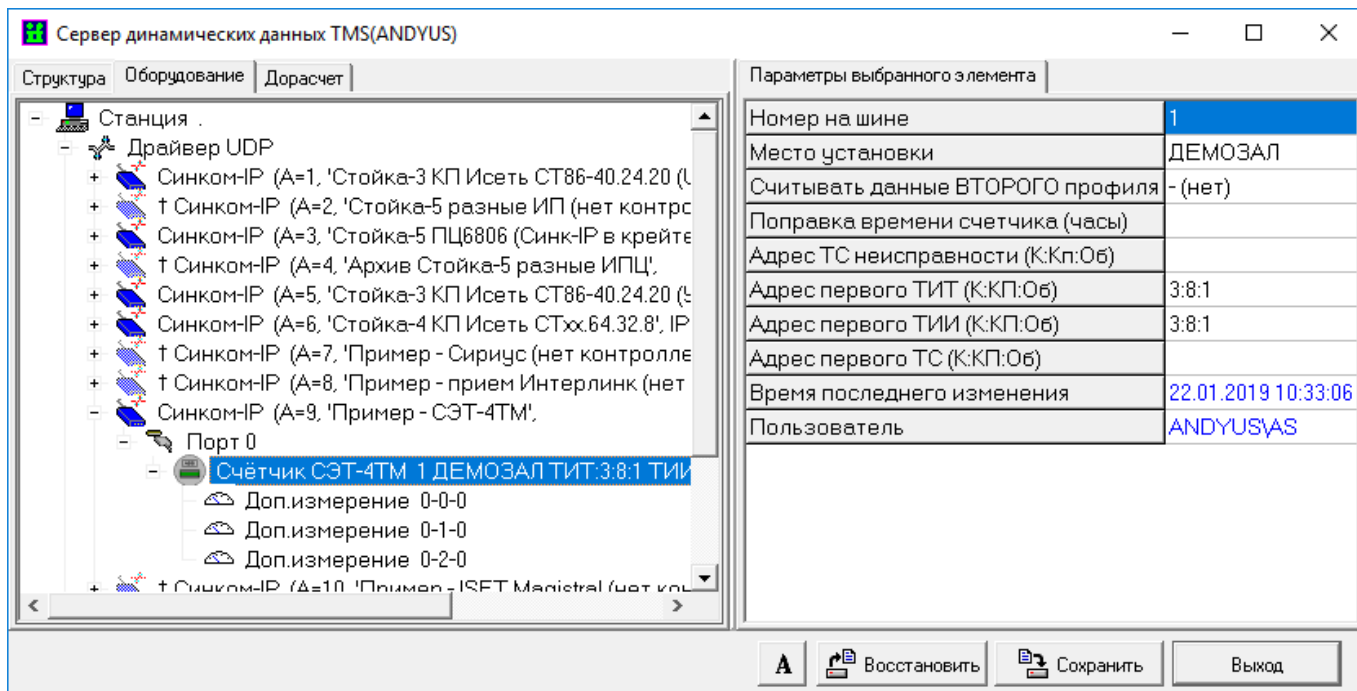 Сервер динамических данных TMS(ANDYUS)
Структура Оборудование Дорасчет
Станция .
Драйвер UDP
Синком-IP (А=1, 'Стойка-3 КП Исеть СТ86-40.24.20 (U
† Синком-IP (А=2, 'Стойка-5 разные ИП (нет контро
Синком-IP (А=3, 'Стойка-5 ПЦ6806 (Синк-IP в крейте
† Синком-IP (А=4, 'Архив Стойка-5 разные ИПЦ',
Синком-IP (А=5, 'Стойка-3 КП Исеть СТ86-40.24.20 (
Синком-IP (А=6, 'Стойка-4 КП Исеть СТхх.64.32.8', IP
† Синком-IP (А=7, 'Пример - Сириус (нет контролле
† Синком-IP (А=8, 'Пример - прием Интерлинк (нет
Синком-IP (А=9, 'Пример - СЭТ-4ТМ',
Порт 0
Счётчик СЭТ-4ТМ 1 ДЕМОЗАЛ ТИТ:3:8:1 ТИИ
Доп.измерение 0-0-0
Доп.измерение 0-1-0
Доп.измерение 0-2-0
† Синком-IP (А=10, 'Пример - ISET Magistral (нет кон
Параметры выбранного элемента
Номер на шине 1
Место установки ДЕМОЗАЛ
Считывать данные ВТОРОГО профиля - (нет)
Поправка времени счетчика (часы)
Адрес ТС неисправности (К:Кп:Об)
Адрес первого ТИТ (К:КП:Об) 3:8:1
Адрес первого ТИИ (К:КП:Об) 3:8:1
Адрес первого ТС (К:КП:Об)
Время последнего изменения 22.01.2019 10:33:06
Пользователь ANDYUS\AS
А Восстановить Сохранить Выход